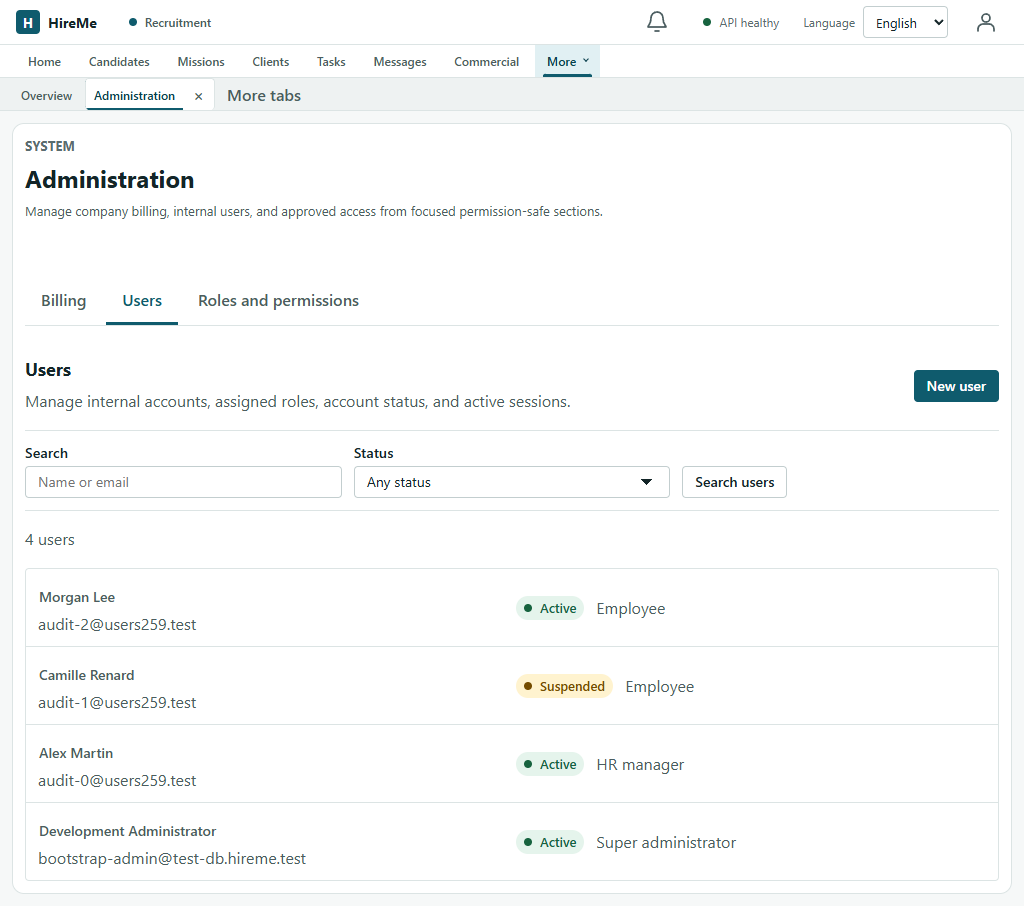 H HireMe
Recruitment
API healthy
Language
English
Home Candidates Missions Clients Tasks Messages Commercial More
Overview Administration × More tabs
SYSTEM
Administration
Manage company billing, internal users, and approved access from focused permission-safe sections.
Billing Users Roles and permissions
Users
Manage internal accounts, assigned roles, account status, and active sessions.
New user
Search
Status
Name or email
Any status
Search users
4 users
Morgan Lee
audit-2@users259.test
Active Employee
Camille Renard
audit-1@users259.test
Suspended Employee
Alex Martin
audit-0@users259.test
Active HR manager
Development Administrator
bootstrap-admin@test-db.hireme.test
Active Super administrator